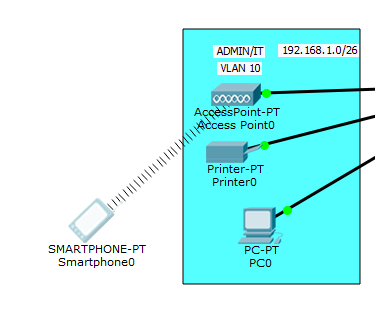 ADMIN/IT 192.168.1.0/26
VLAN 10
AccessPoint-PT
Access Point0
Printer-PT
Printer0
SMARTPHONE-PT
Smartphone0
PC-PT
PC0